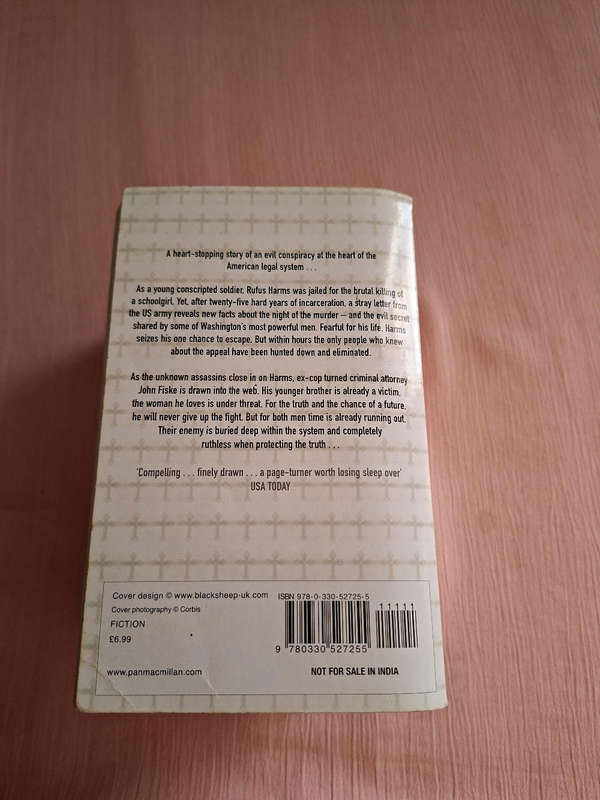 A heart-stopping story of an evil conspiracy at the heart of the
American legal system . . .
As a young conscripted soldier, Rufus Harms was jailed for the brutal killing of
a schoolgirl. Yet, after twenty-five hard years of incarceration, a stray letter from
the US army reveals new facts about the night of the murder – and the evil secret
shared by some of Washington's most powerful men. Fearful for his life, Harms
seizes his one chance to escape. But within hours the only people who knew
about the appeal have been hunted down and eliminated.
As the unknown assassins close in on Harms, ex-cop turned criminal attorney
John Fiske is drawn into the web. His younger brother is already a victim,
the woman he loves is under threat. For the truth and the chance of a future,
he will never give up the fight. But for both men time is already running out.
Their enemy is buried deep within the system and completely
ruthless when protecting the truth . . .
'Compelling . . . finely drawn . . . a page-turner worth losing sleep over'
USA TODAY
Cover design © www.blacksheep-uk.com
Cover photography © Corbis
FICTION
£6.99
www.panmacmillan.com
ISBN 978-0-330-52725-5
11111
9 780330 527255
NOT FOR SALE IN INDIA